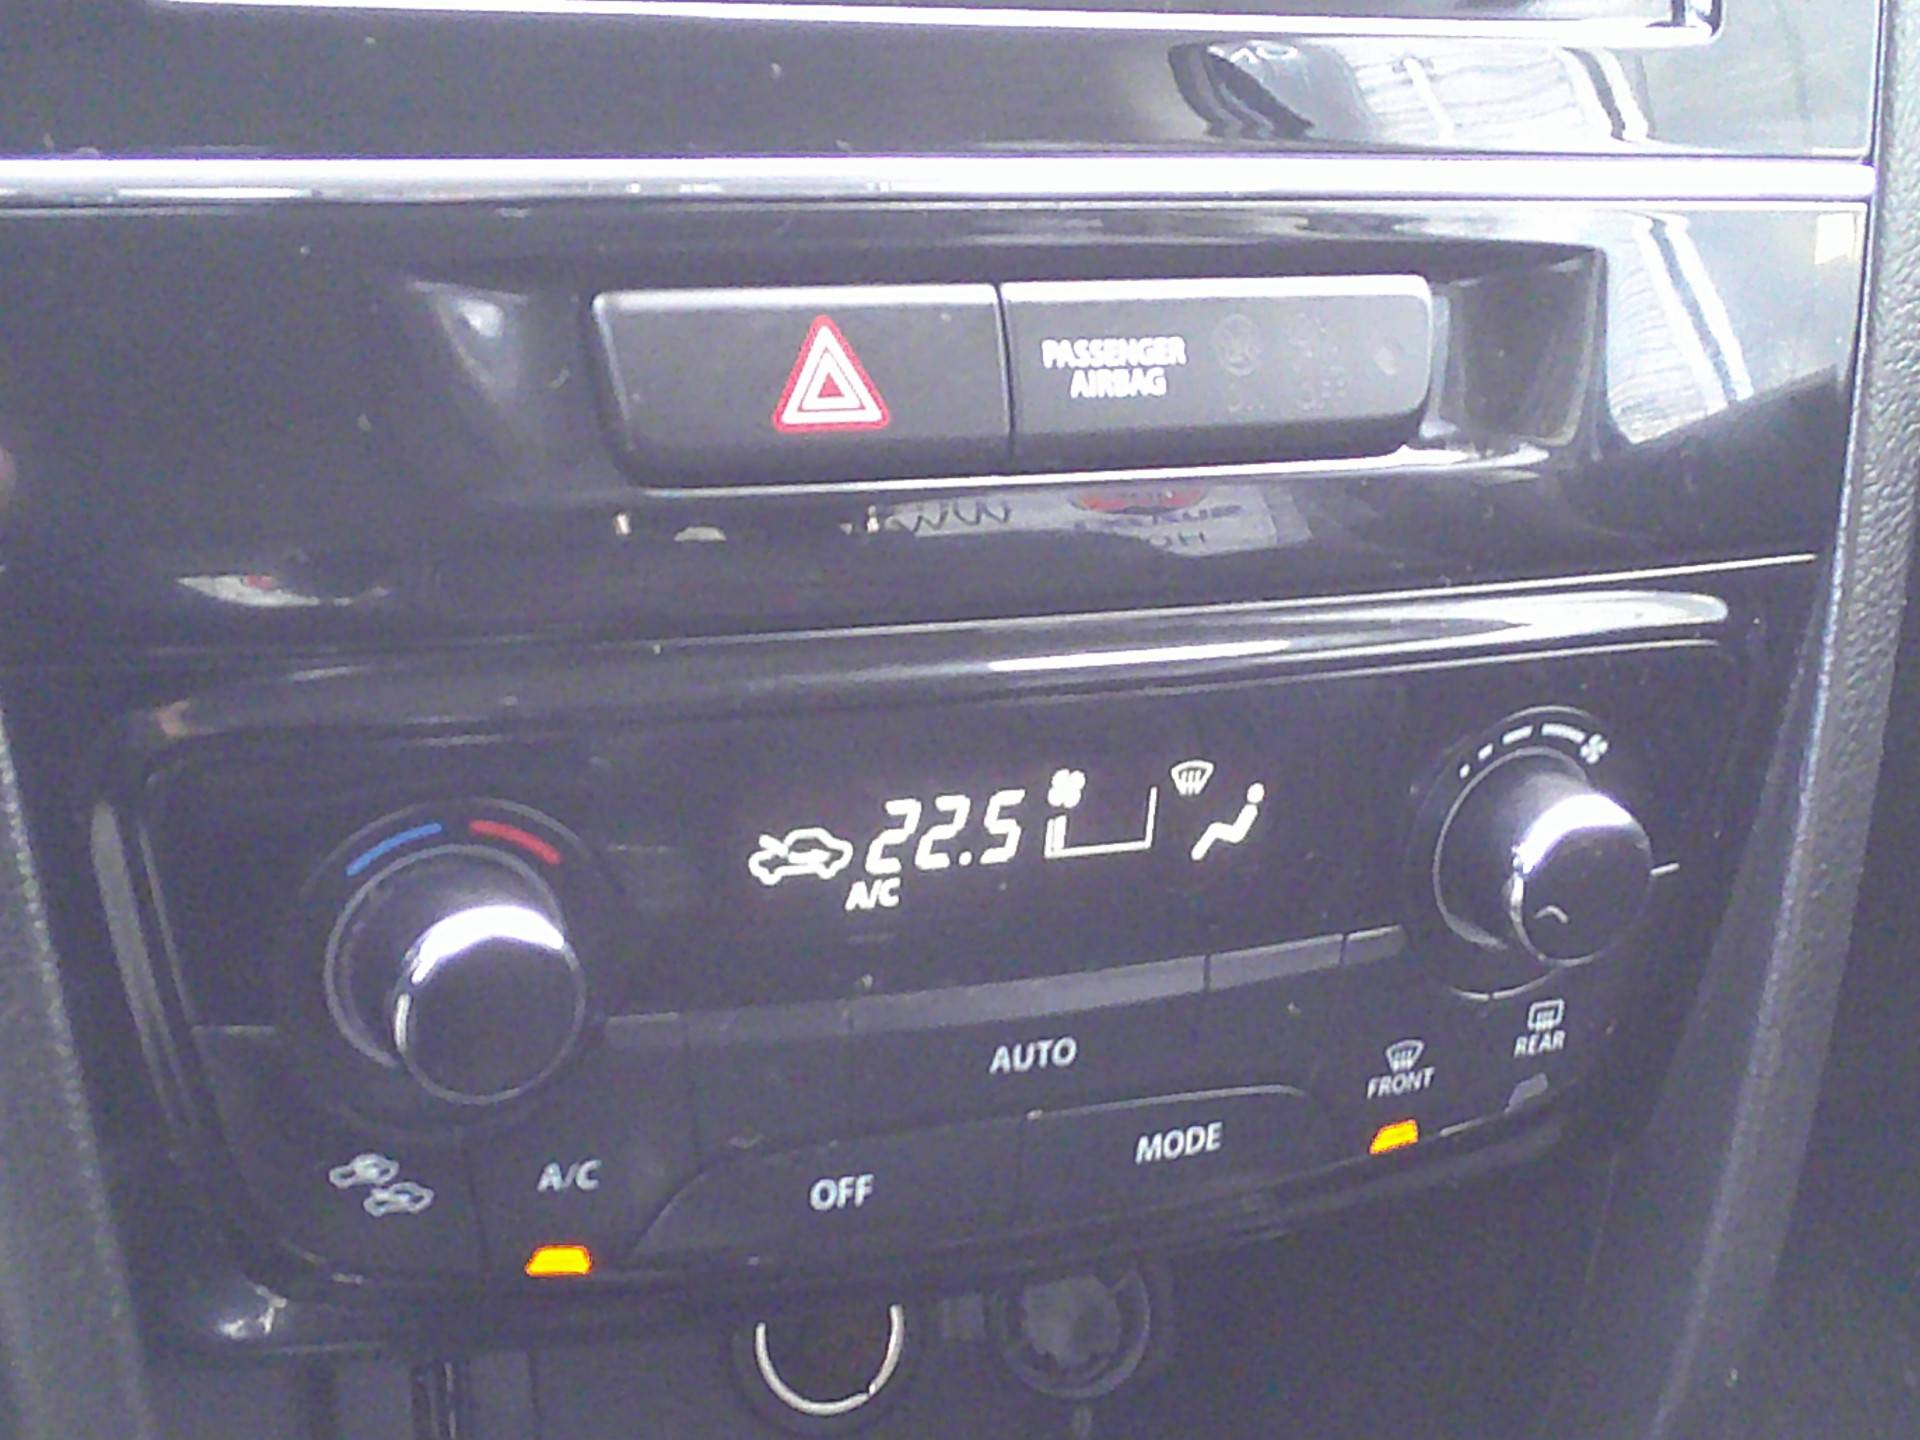 PASSENGER
AIRBAG
22.5
A/C
AUTO
REAR
FRONT
MODE
A/C
OFF